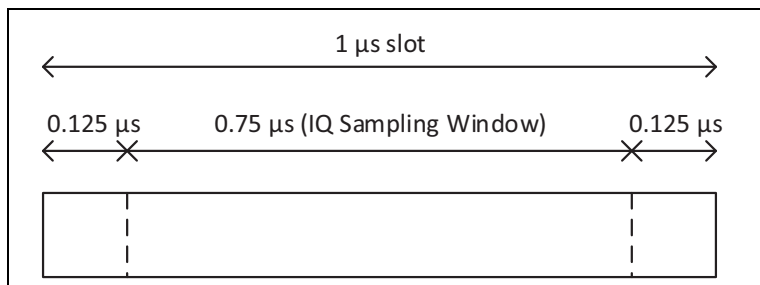 1 μs slot
0.125 μs 0.75 μs (IQ Sampling Window) 0.125 μs